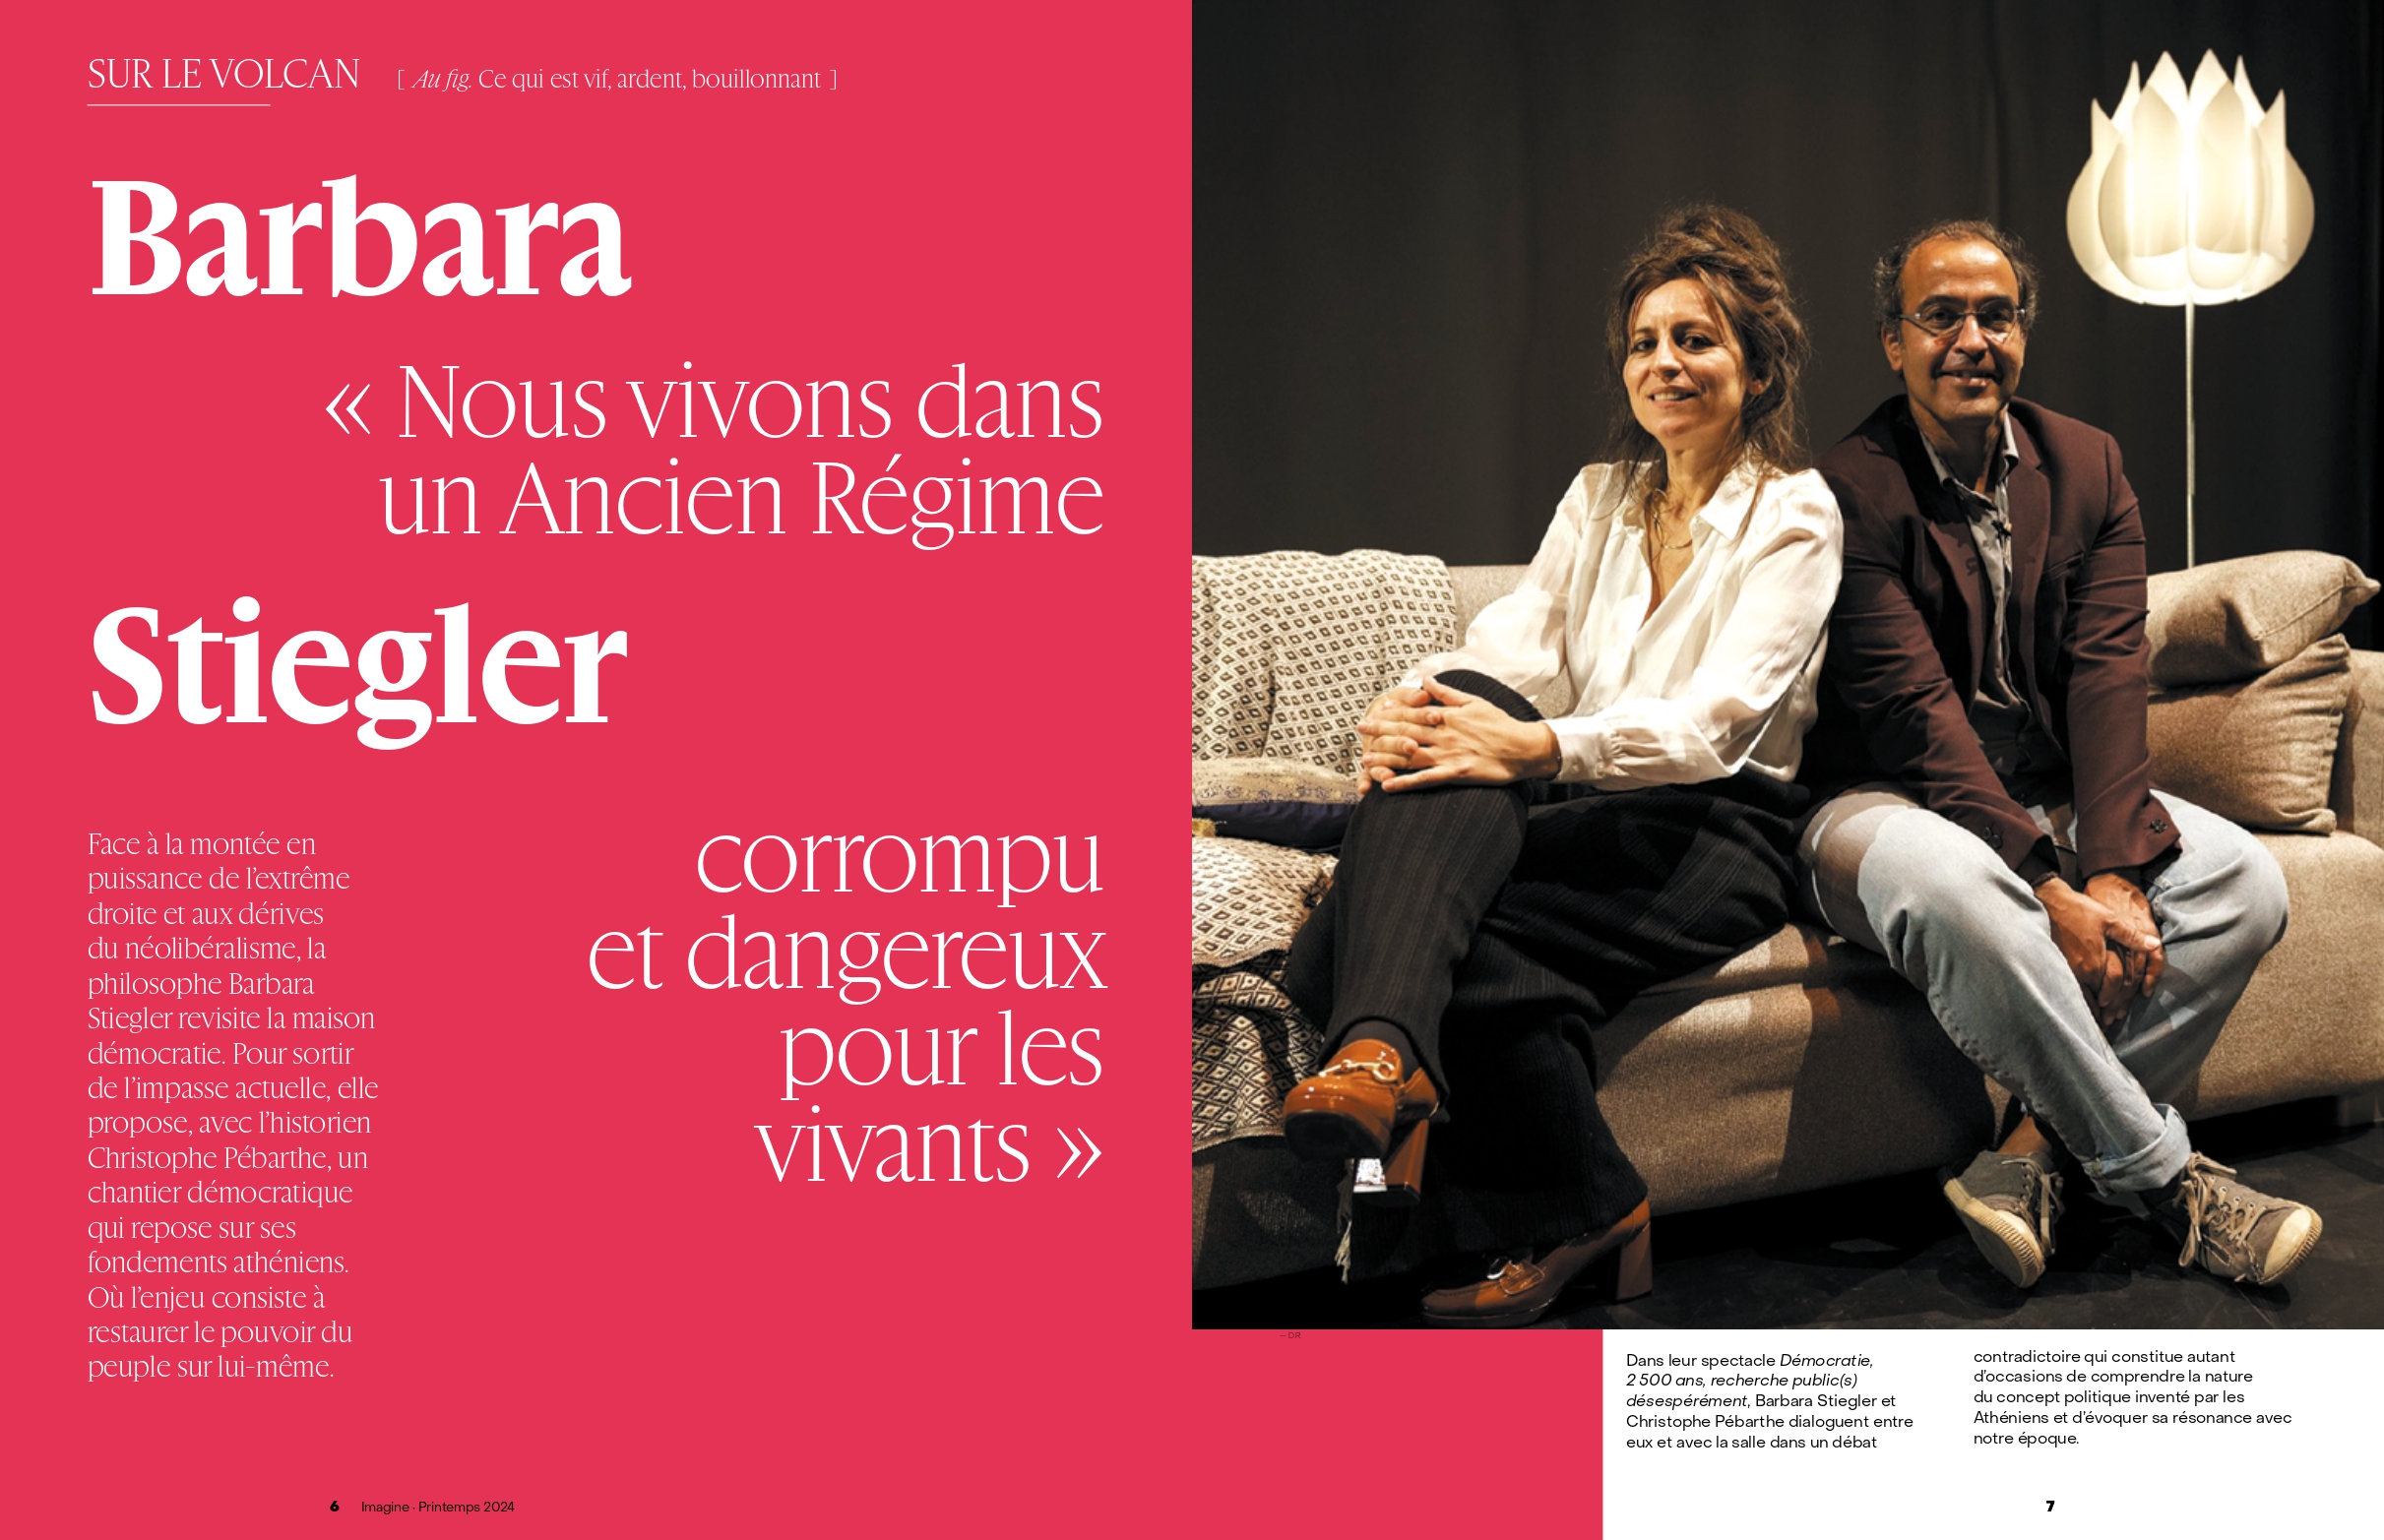 SUR LE VOLCAN [ Au fig. Ce qui est vif, ardent, bouillonnant ]
Barbara
« Nous vivons dans
un Ancien Régime
Stiegler
corrompu
et dangereux
pour les
vivants »
Face à la montée en
puissance de l’extrême
droite et aux dérives
du néolibéralisme, la
philosophe Barbara
Stiegler revisite la maison
démocratie. Pour sortir
de l’impasse actuelle, elle
propose, avec l’historien
Christophe Pébarthe, un
chantier démocratique
qui repose sur ses
fondements athéniens.
Où l’enjeu consiste à
restaurer le pouvoir du
peuple sur lui-même.
— DR
Dans leur spectacle Démocratie,
2 500 ans, recherche public(s)
désespérément, Barbara Stiegler et
Christophe Pébarthe dialoguent entre
eux et avec la salle dans un débat
contradictoire qui constitue autant
d’occasions de comprendre la nature
du concept politique inventé par les
Athéniens et d’évoquer sa résonance avec
notre époque.
6 Imagine · Printemps 2024
7